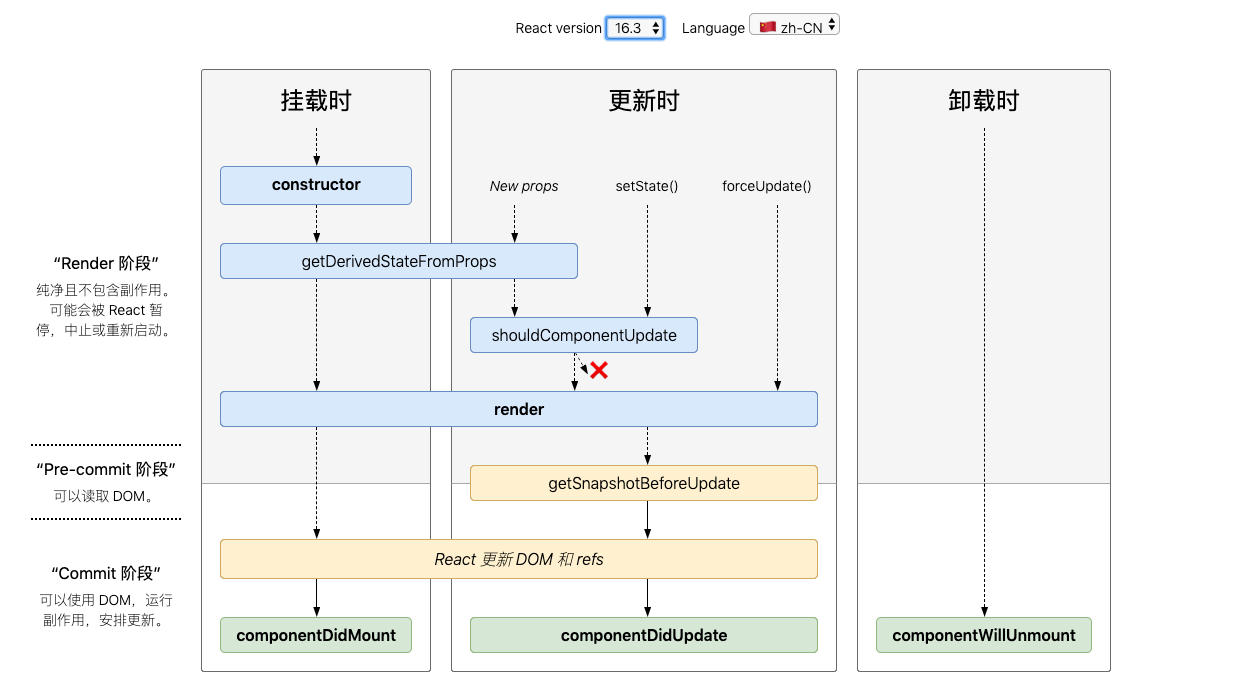 React version 16.3 Language 🇨🇳 zh-CN
挂载时 更新时 卸载时
constructor
New props setState() forceUpdate()
“Render 阶段”
纯净且不包含副作用。
可能会被 React 暂
停，中止或重新启动。
getDerivedStateFromProps
shouldComponentUpdate
render
“Pre-commit 阶段”
可以读取 DOM。
getSnapshotBeforeUpdate
React 更新 DOM 和 refs
“Commit 阶段”
可以使用 DOM，运行
副作用，安排更新。
componentDidMount componentDidUpdate componentWillUnmount